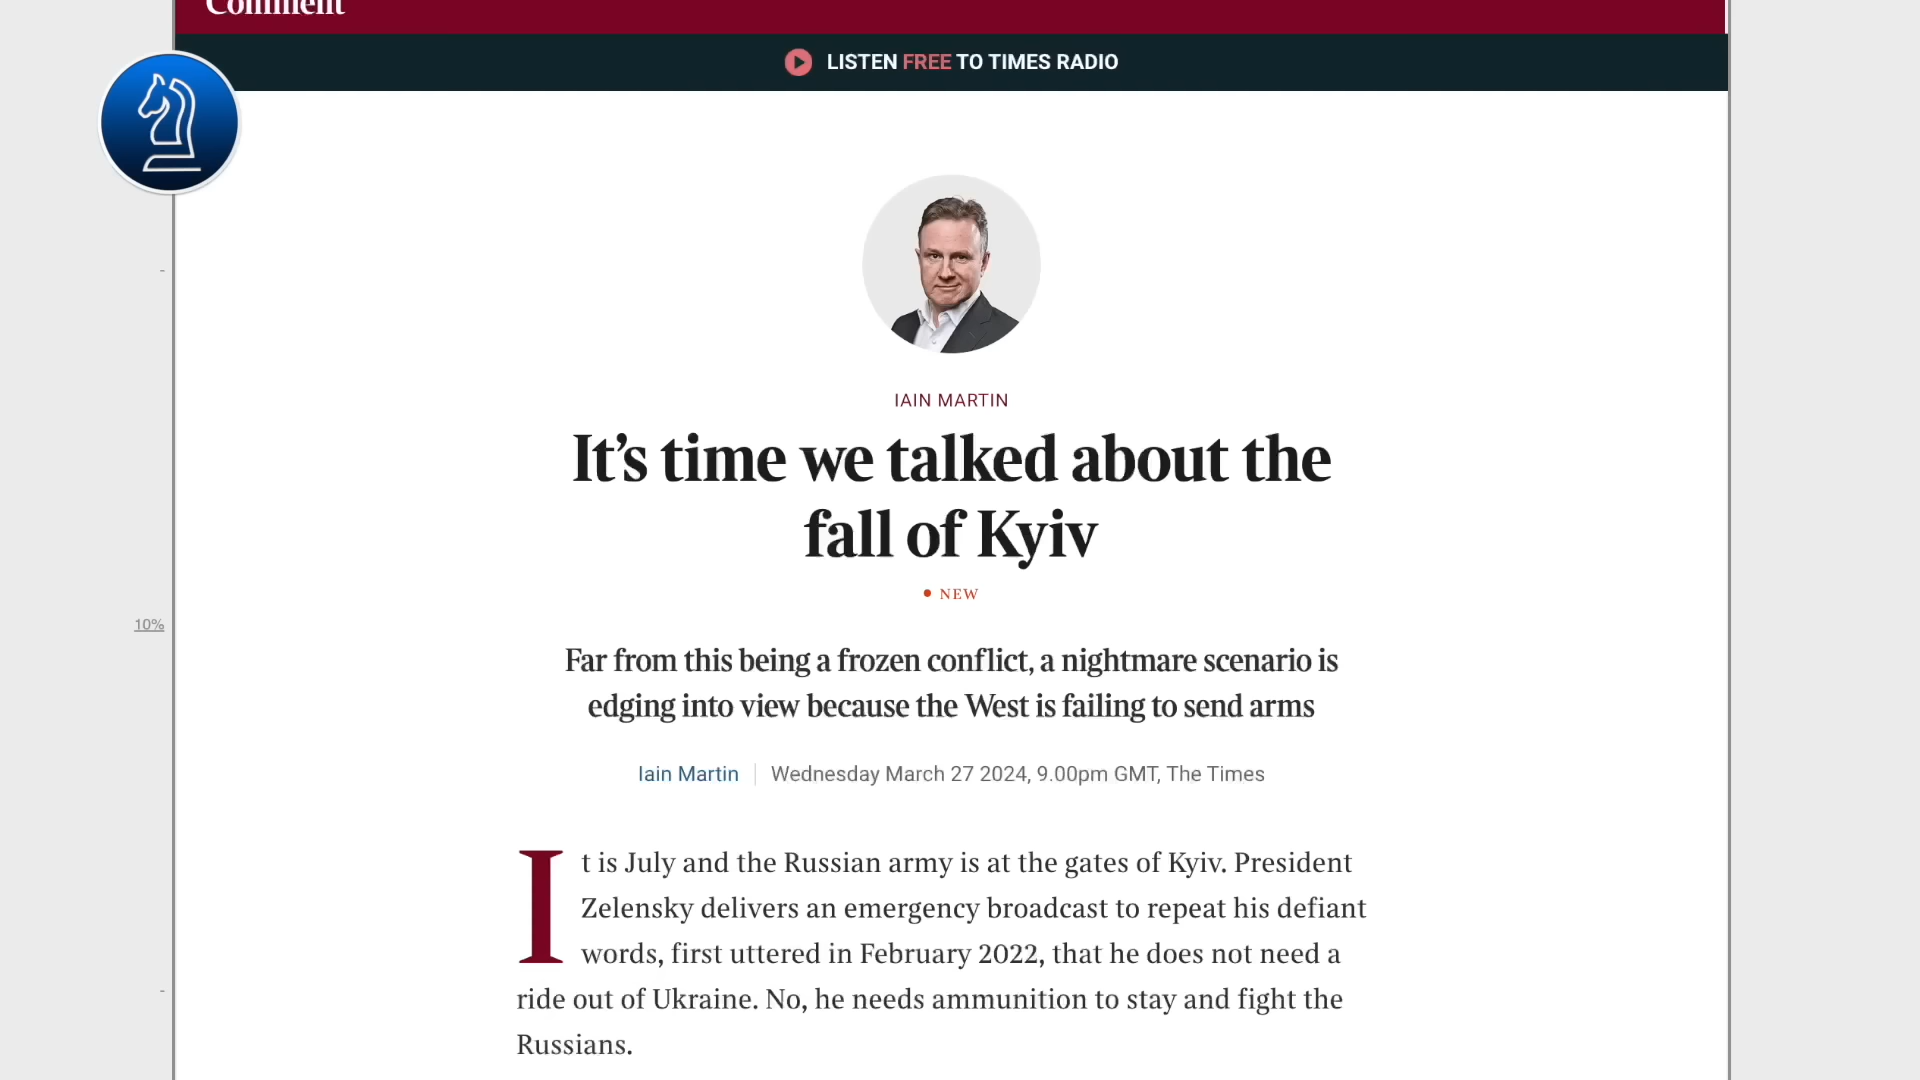 Comment
LISTEN FREE TO TIMES RADIO
IAIN MARTIN
It’s time we talked about the
fall of Kyiv
• NEW
Far from this being a frozen conflict, a nightmare scenario is
edging into view because the West is failing to send arms
Iain Martin | Wednesday March 27 2024, 9.00pm GMT, The Times
It is July and the Russian army is at the gates of Kyiv. President
Zelensky delivers an emergency broadcast to repeat his defiant
words, first uttered in February 2022, that he does not need a
ride out of Ukraine. No, he needs ammunition to stay and fight the
Russians.
-
10%
-